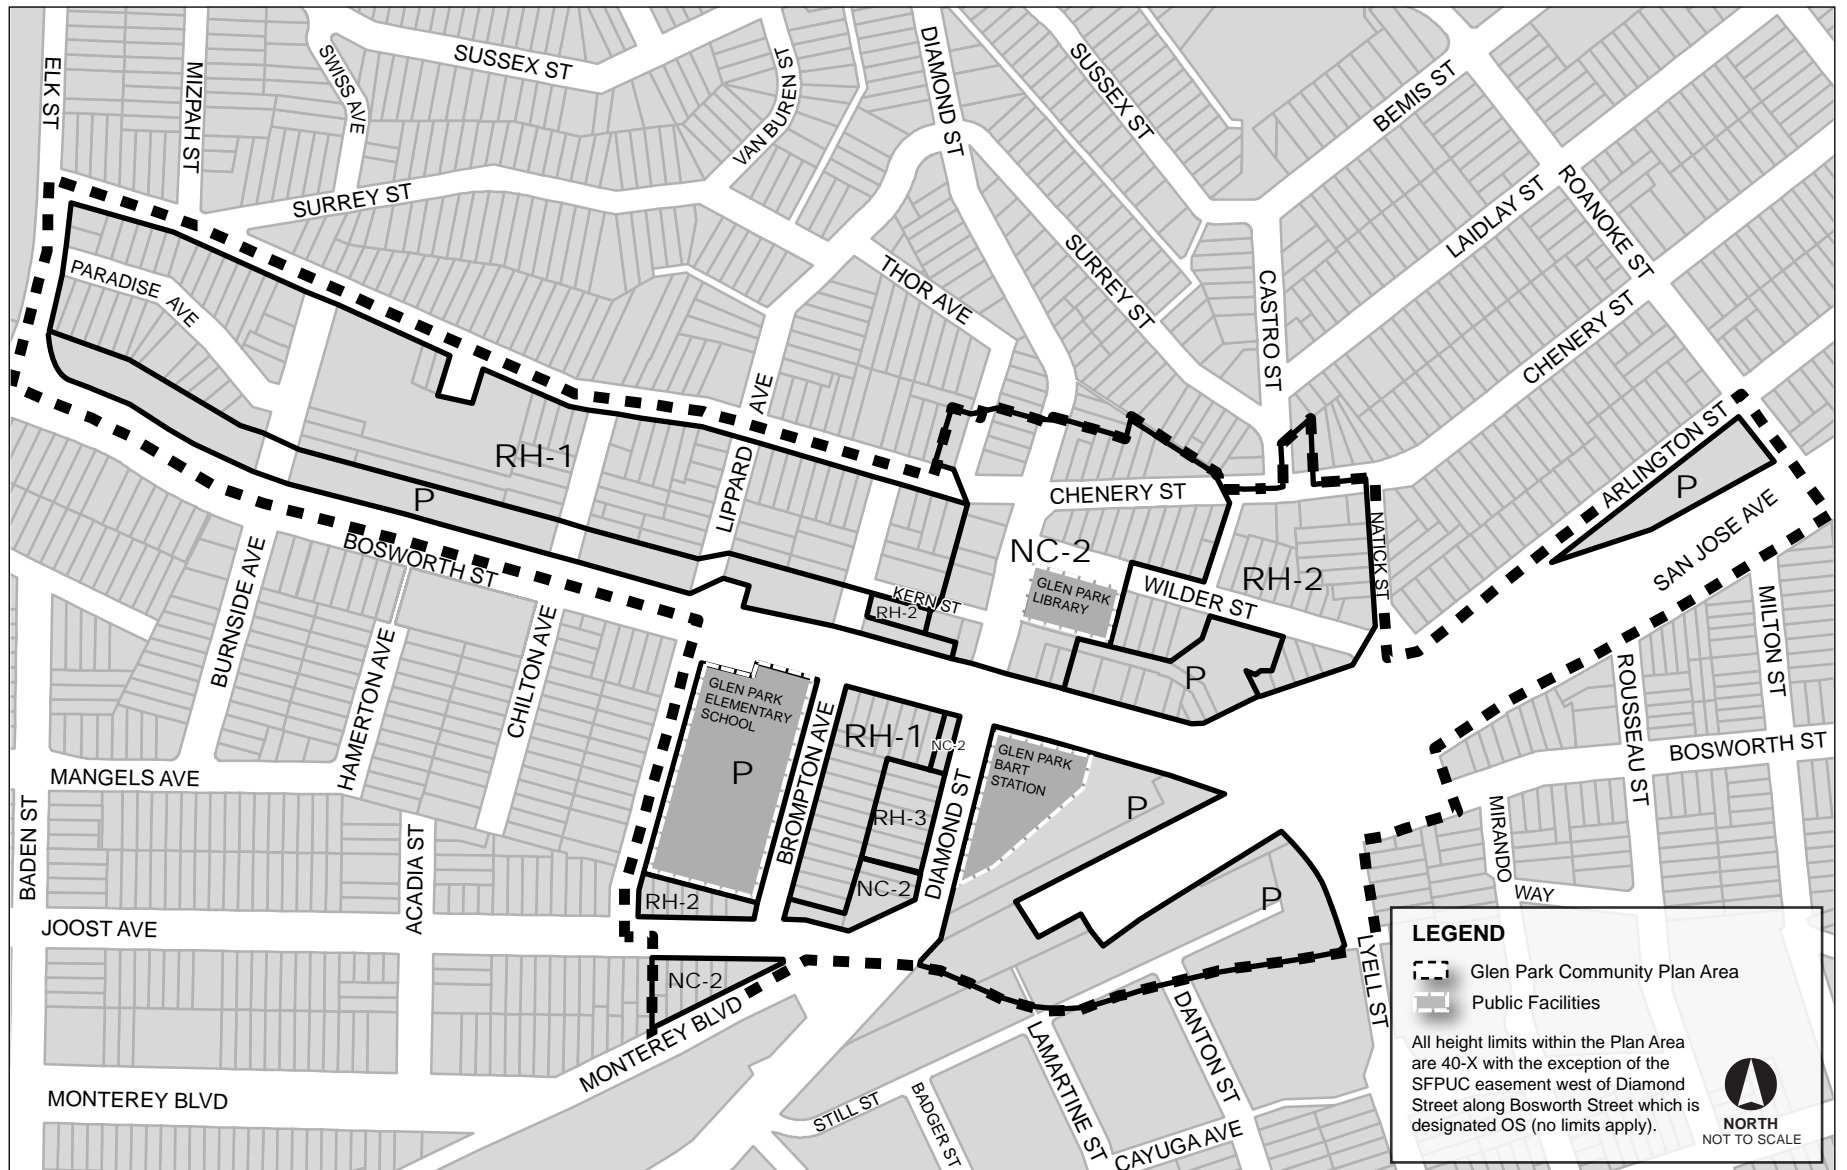 ELK ST
MIZPAH ST
SWISS AVE
SUSSEX ST
VAN BUREN ST
DIAMOND ST
SUSSEX ST
BEMIS ST
SURREY ST
LAIDLAY ST
ROANOKE ST
PARADISE AVE
THOR AVE
SURREY ST
CASTRO ST
CHENERY ST
LIPPARD AVE
RH-1
P
CHENERY ST
NATICK ST
ARLINGTON ST
P
SAN JOSE AVE
BOSWORTH ST
NC-2
RH-2
WILDER ST
KERN ST
RH-2
GLEN PARK
LIBRARY
P
BURNSIDE AVE
HAMERTON AVE
CHILTON AVE
MILTON ST
ROUSSEAU ST
BOSWORTH ST
GLEN PARK
ELEMENTARY
SCHOOL
P
BROMPTON AVE
RH-1
NC-2
GLEN PARK
BART
STATION
P
RH-3
DIAMOND ST
NC-2
MANGELS AVE
BADEN ST
ACADIA ST
RH-2
P
MIRANDO
WAY
JOOST AVE
NC-2
MONTEREY BLVD
LYELL ST
DANTON ST
LAMARTINE ST
MONTEREY BLVD
STILL ST
BADGER ST
CAYUGA AVE
LEGEND
Glen Park Community Plan Area
Public Facilities
All height limits within the Plan Area
are 40-X with the exception of the
SFPUC easement west of Diamond
Street along Bosworth Street which is
designated OS (no limits apply).
NORTH
NOT TO SCALE